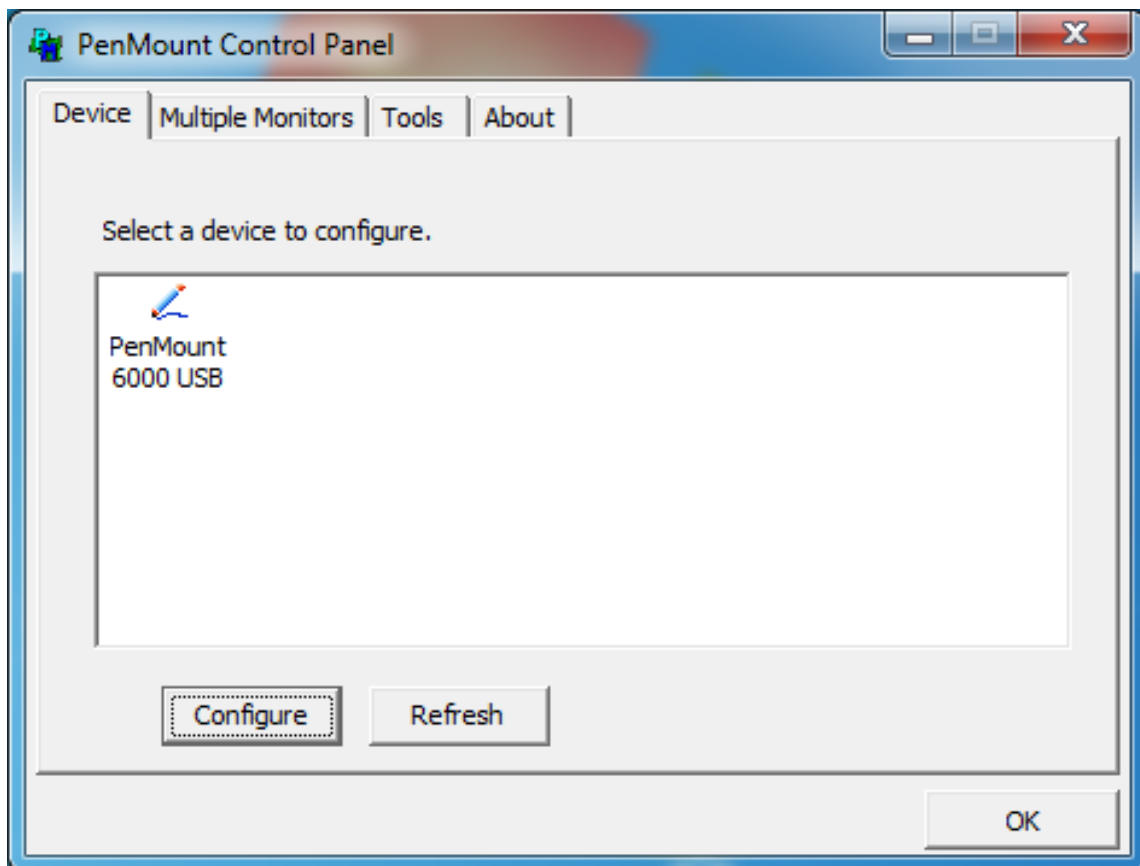 PenMount Control Panel
Device Multiple Monitors Tools About
Select a device to configure.
PenMount
6000 USB
Configure Refresh
OK